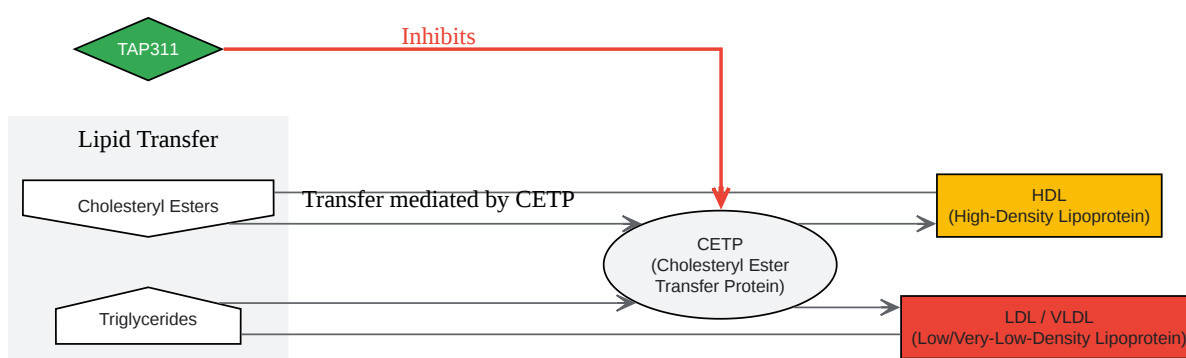 TAP311
Inhibits
Lipid Transfer
Cholesteryl Esters
Transfer mediated by CETP
HDL
(High-Density Lipoprotein)
CETP
(Cholesteryl Ester
Transfer Protein)
Triglycerides
LDL / VLDL
(Low/Very-Low-Density Lipoprotein)